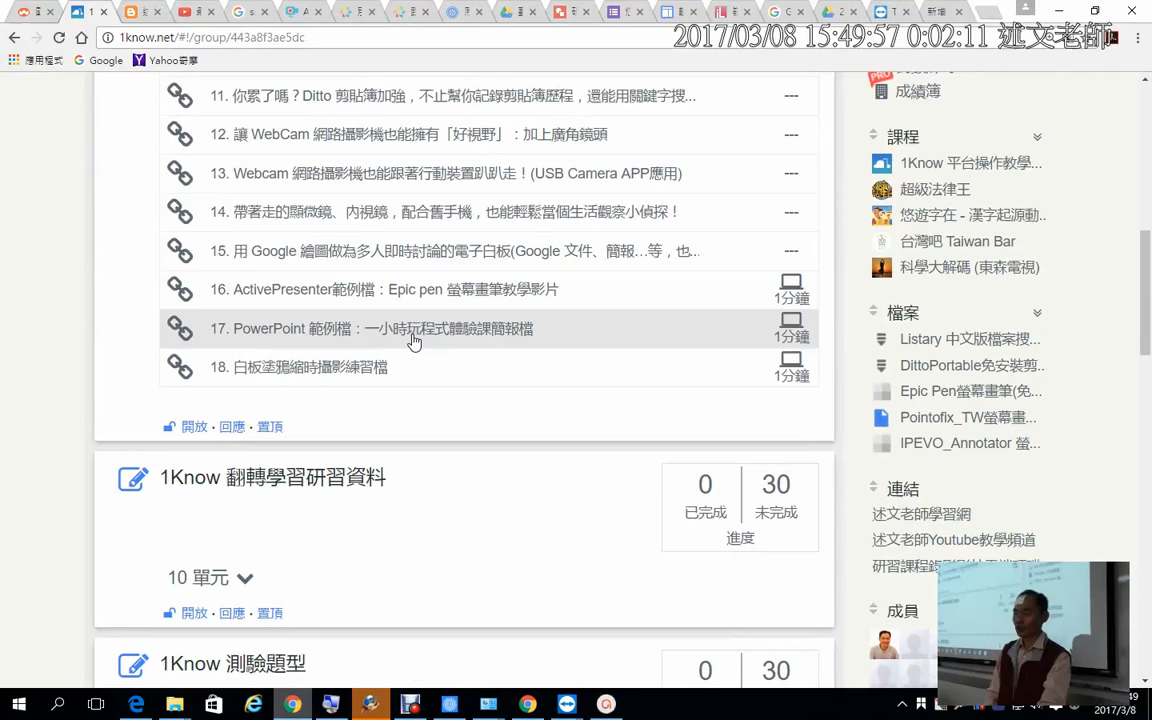 1know.net/#!/group/443a8f3ae5dc
2017/03/08 15:49:57 0:02:11 述文老師
應用程式 Google Yahoo奇摩
11. 你累了嗎？Ditto 剪貼簿加強，不止幫你記錄剪貼簿歷程，還能用關鍵字搜... ---
12. 讓 WebCam 網路攝影機也能擁有「好視野」：加上廣角鏡頭 ---
13. Webcam 網路攝影機也能跟著行動裝置趴趴走！(USB Camera APP應用) ---
14. 帶著走的顯微鏡、內視鏡，配合舊手機，也能輕鬆當個生活觀察小偵探！ ---
15. 用 Google 繪圖做為多人即時討論的電子白板(Google 文件、簡報...等，也... ---
16. ActivePresenter範例檔：Epic pen 螢幕畫筆教學影片 1分鐘
17. PowerPoint 範例檔：一小時玩程式體驗課簡報檔 1分鐘
18. 白板塗鴉縮時攝影練習檔 1分鐘
開放 · 回應 · 置頂
1Know 翻轉學習研習資料
0 30
已完成 未完成
進度
10 單元
開放 · 回應 · 置頂
1Know 測驗題型
0 30
PRO
成績簿
課程
1Know 平台操作教學...
超級法律王
悠遊字在 - 漢字起源動...
台灣吧 Taiwan Bar
科學大解碼 (東森電視)
檔案
Listary 中文版檔案搜...
DittoPortable免安裝剪...
Epic Pen螢幕畫筆(免...
Pointofix_TW螢幕畫...
IPEVO_Annotator 螢...
連結
述文老師學習網
述文老師Youtube教學頻道
成員
2017/3/8